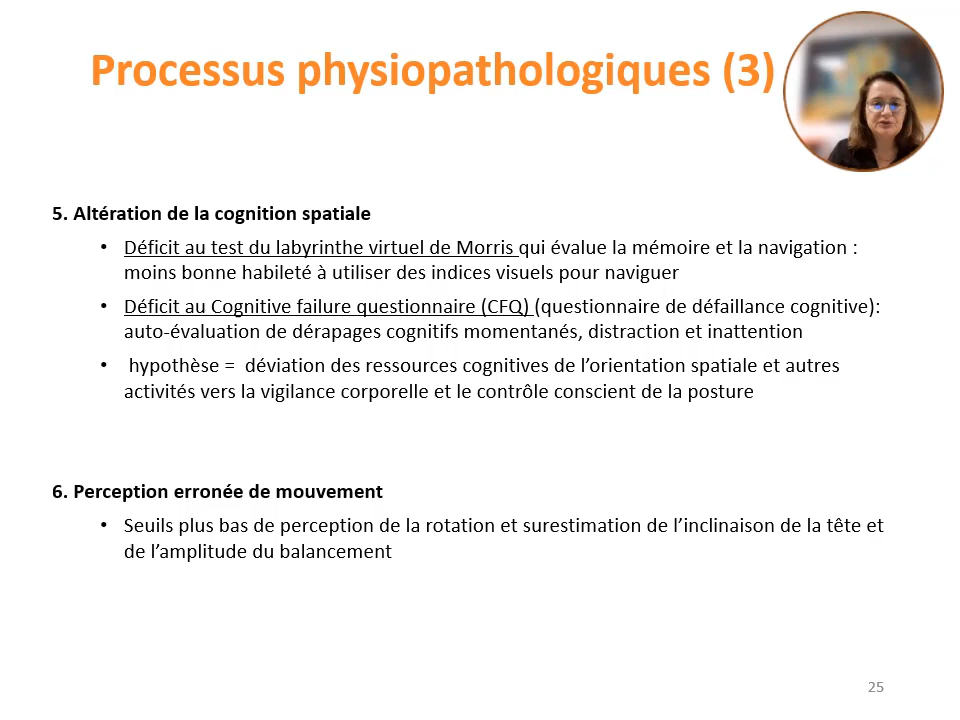 Processus physiopathologiques (3)
5. Altération de la cognition spatiale
• Déficit au test du labyrinthe virtuel de Morris qui évalue la mémoire et la navigation :
moins bonne habileté à utiliser des indices visuels pour naviguer
• Déficit au Cognitive failure questionnaire (CFQ) (questionnaire de défaillance cognitive):
auto-évaluation de dérapages cognitifs momentanés, distraction et inattention
• hypothèse = déviation des ressources cognitives de l’orientation spatiale et autres
activités vers la vigilance corporelle et le contrôle conscient de la posture
6. Perception erronée de mouvement
• Seuils plus bas de perception de la rotation et surestimation de l’inclinaison de la tête et
de l’amplitude du balancement
25